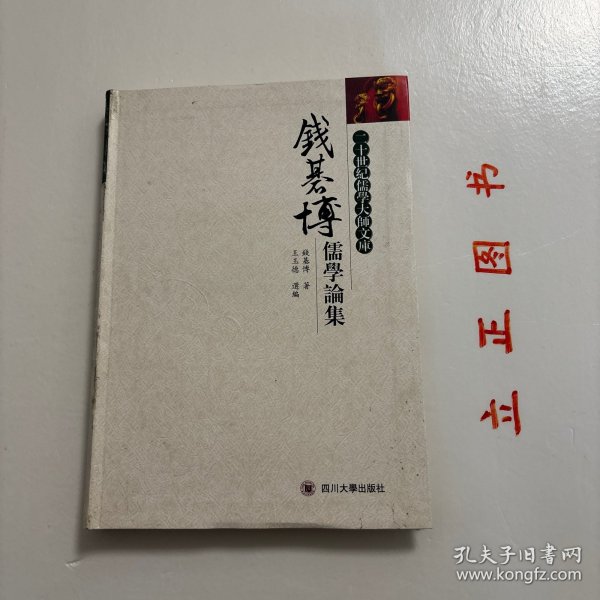 二十世紀儒學大師文庫
錢基博
儒學論集
錢基博 著
王玉德 選編
四川大學出版社
立正图书
孔夫子旧书网
www.kongfz.com